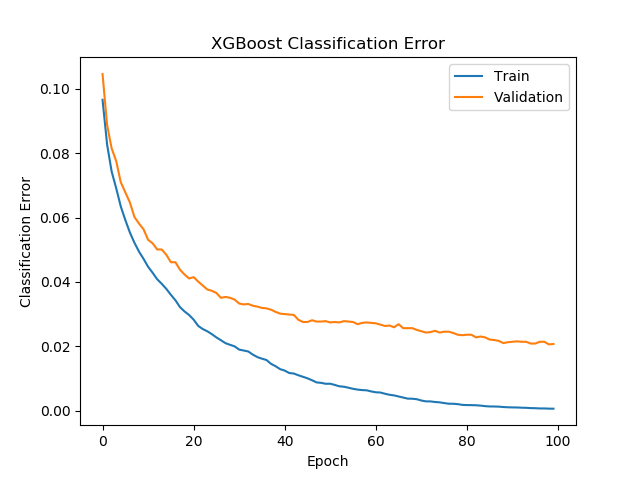 XGBoost Classification Error
Train
Validation
0.10
0.08
0.06
0.04
0.02
0.00
Classification Error
0
20
40
60
80
100
Epoch